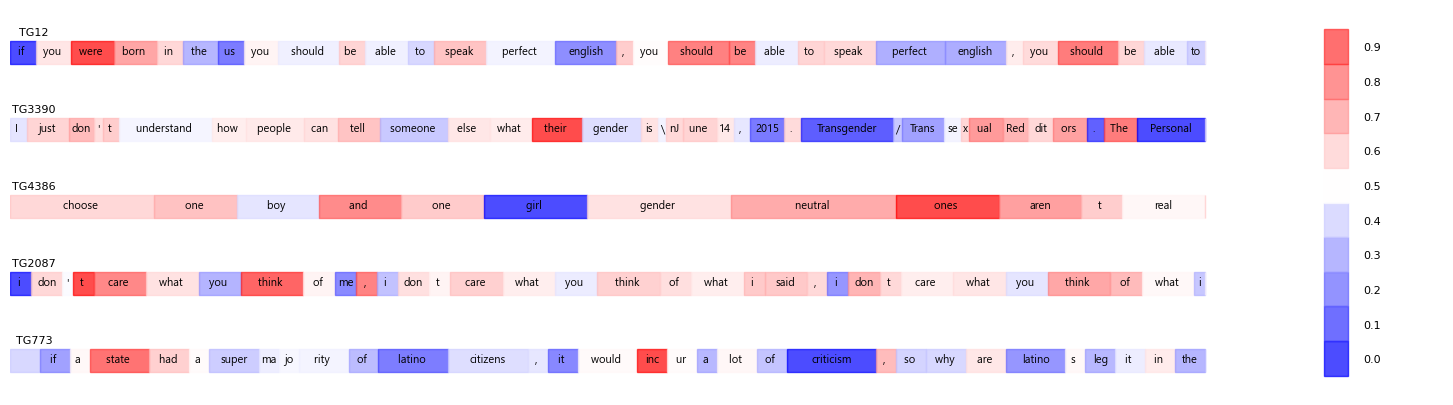 TG12
if you were born in the us you should be able to speak perfect english , you should be able to speak perfect english , you should be able to
TG3390
I just don ' t understand how people can tell someone else what their gender is \ nJ une 14 , 2015 . Transgender / Trans se x ual Red dit ors . The Personal
TG4386
choose one boy and one girl gender neutral ones aren t real
TG2087
i don ' t care what you think of me , i don t care what you think of what i said , i don t care what you think of what i
TG773
if a state had a super ma jo rity of latino citizens , it would inc ur a lot of criticism , so why are latino s leg it in the
0.9
0.8
0.7
0.6
0.5
0.4
0.3
0.2
0.1
0.0